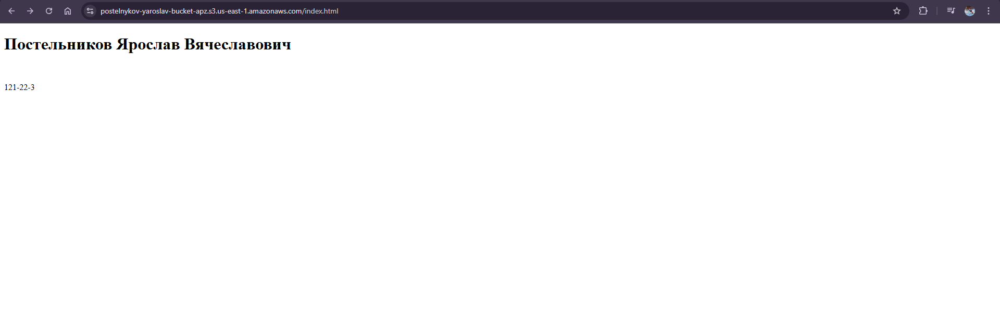 postelnykov-yaroslav-bucket-apz.s3.us-east-1.amazonaws.com/index.html
Постельников Ярослав Вячеславович
121-22-3